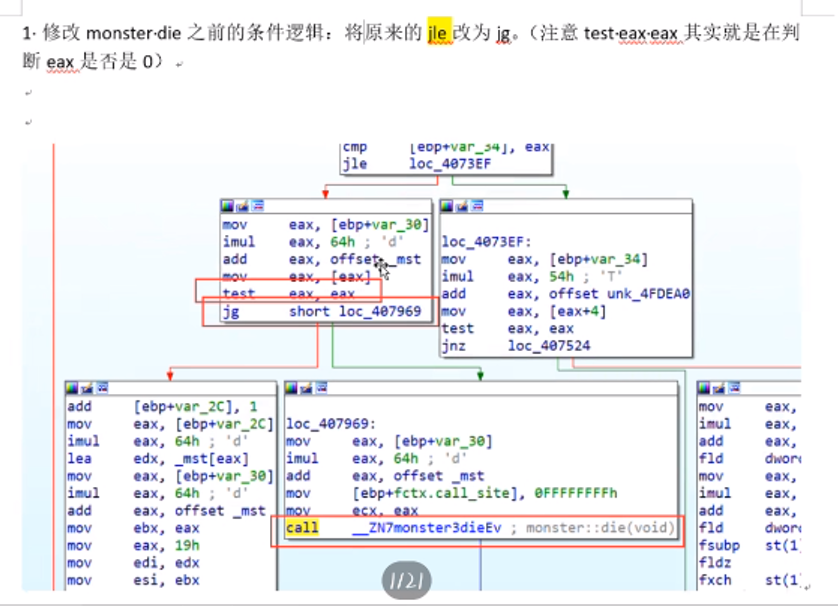 1· 修改 monster·die 之前的条件逻辑：将原来的 jle 改为 jg。（注意 test·eax·eax 其实就是在判
断 eax 是否是 0）
cmp [ebp+var_34], eax
jle loc_4073EF
mov eax, [ebp+var_30]
imul eax, 64h ; 'd'
add eax, offset _mst
mov eax, [eax]
test eax, eax
jg short loc_407969
loc_4073EF:
mov eax, [ebp+var_34]
imul eax, 54h ; 'T'
add eax, offset unk_4FDEA0
mov eax, [eax+4]
test eax, eax
jnz loc_407524
add [ebp+var_2C], 1
mov eax, [ebp+var_2C]
imul eax, 64h ; 'd'
lea edx, _mst[eax]
mov eax, [ebp+var_30]
imul eax, 64h ; 'd'
add eax, offset _mst
mov ebx, eax
mov eax, 19h
mov edi, edx
mov esi, ebx
loc_407969:
mov eax, [ebp+var_30]
imul eax, 64h ; 'd'
add eax, offset _mst
mov [ebp+fctx.call_site], 0FFFFFFFFh
mov ecx, eax
call __ZN7monster3dieEv ; monster::die(void)
mov eax,
imul eax,
add eax,
fld dword
mov eax,
imul eax,
add eax,
fld dword
fsubp st(1)
fldz
fxch st(1)
1/21